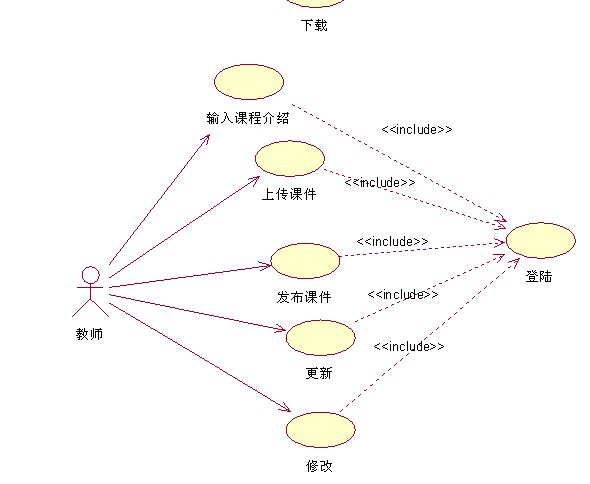 下载
输入课程介绍
<<include>>
上传课件
<<include>>
<<include>>
发布课件
登陆
<<include>>
教师
更新
<<include>>
修改